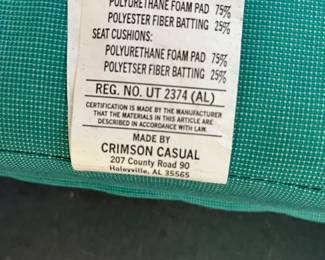 POLYURETHANE FOAM PAD 75%
POLYESTER FIBER BATTING 25%
SEAT CUSHIONS:
POLYURETHANE FOAM PAD 75%
POLYETSER FIBER BATTING 25%
REG. NO. UT 2374 (AL)
CERTIFICATION IS MADE BY THE MANUFACTURER
THAT THE MATERIALS IN THIS ARTICLE ARE
DESCRIBED IN ACCORDANCE WITH LAW.
MADE BY
CRIMSON CASUAL
207 County Road 90
Haleyville, AL 35565